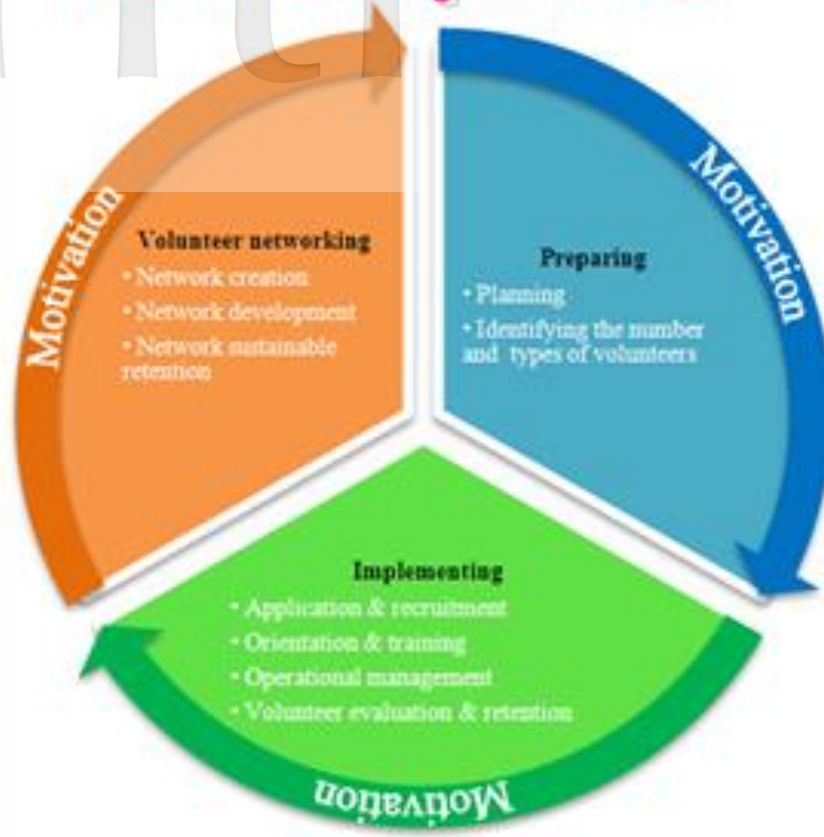 Motivation
Preparing
• Planning
• Identifying the number
and types of volunteers
Motivation
Implementing
• Application & recruitment
• Orientation & training
• Operational management
• Volunteer evaluation & retention
Motivation
Volunteer networking
• Network creation
• Network development
• Network sustainable
retention